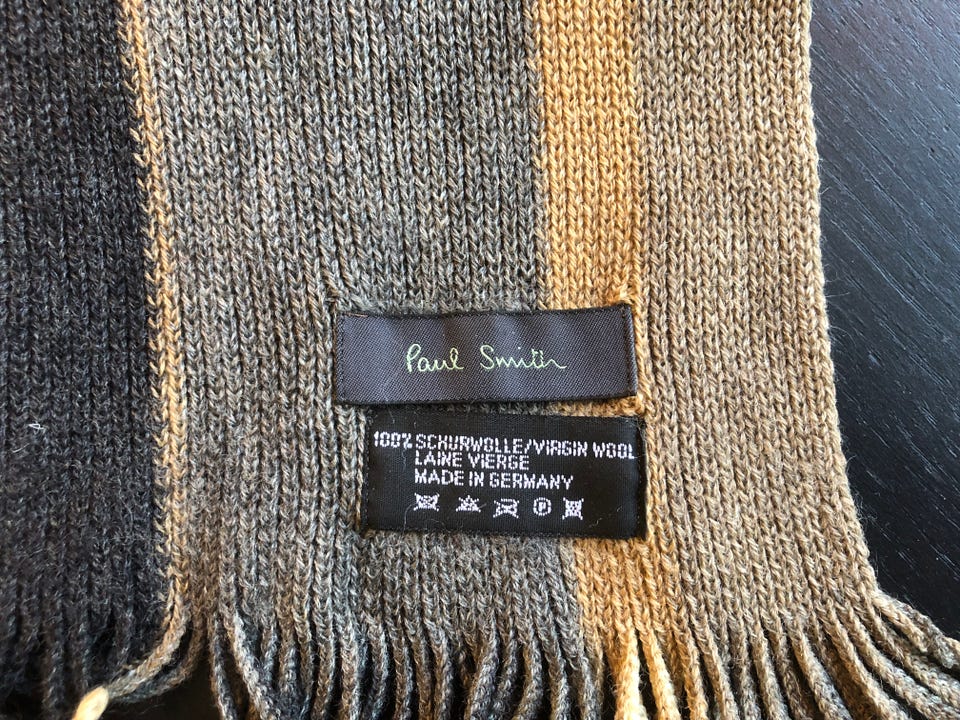 Paul Smith
100% SCHURWOLLE/VIRGIN WOOL
LAINE VIERGE
MADE IN GERMANY
P